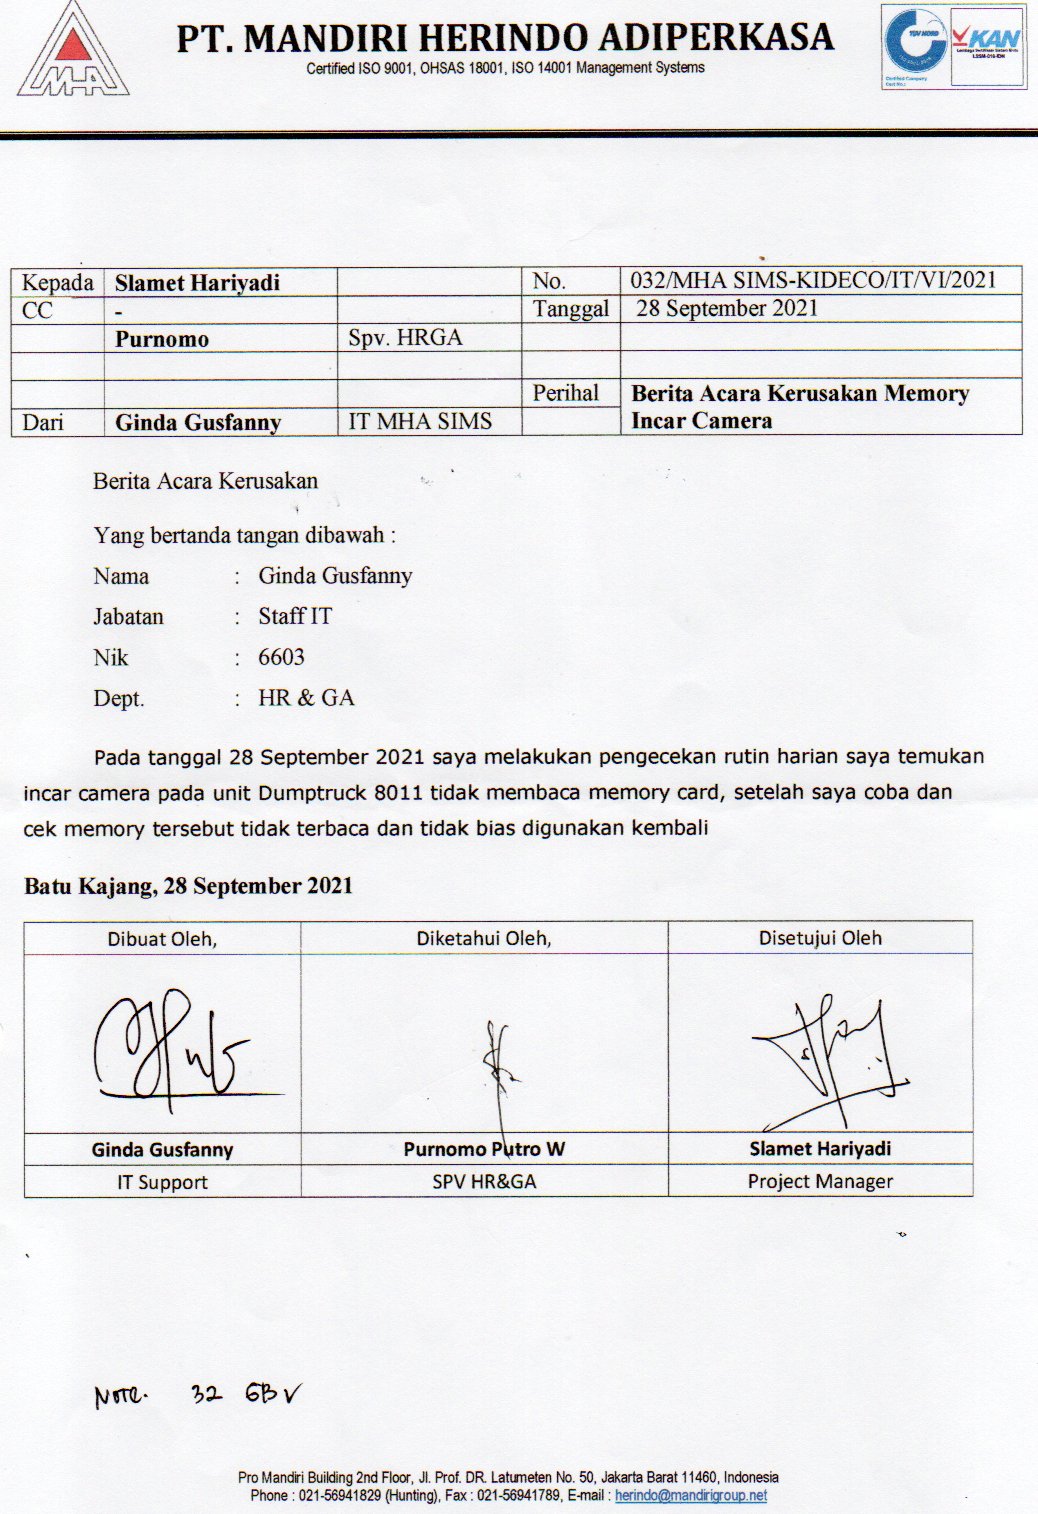 MHA
PT. MANDIRI HERINDO ADIPERKASA
Certified ISO 9001, OHSAS 18001, ISO 14001 Management Systems
TÜV NORD
KAN
Certified Company
Kepada Slamet Hariyadi No. 032/MHA SIMS-KIDECO/IT/VI/2021
CC - Tanggal 28 September 2021
Purnomo Spv. HRGA
Perihal Berita Acara Kerusakan Memory
Dari Ginda Gusfanny IT MHA SIMS Incar Camera
Berita Acara Kerusakan
Yang bertanda tangan dibawah :
Nama : Ginda Gusfanny
Jabatan : Staff IT
Nik : 6603
Dept. : HR & GA
Pada tanggal 28 September 2021 saya melakukan pengecekan rutin harian saya temukan
incar camera pada unit Dumptruck 8011 tidak membaca memory card, setelah saya coba dan
cek memory tersebut tidak terbaca dan tidak bias digunakan kembali
Batu Kajang, 28 September 2021
Dibuat Oleh, Diketahui Oleh, Disetujui Oleh
Ginda Gusfanny Purnomo Putro W Slamet Hariyadi
IT Support SPV HR&GA Project Manager
NOTE. 32 GB
Pro Mandiri Building 2nd Floor, Jl. Prof. DR. Latumeten No. 50, Jakarta Barat 11460, Indonesia
Phone : 021-56941829 (Hunting), Fax : 021-56941789, E-mail : herindo@mandirigroup.net